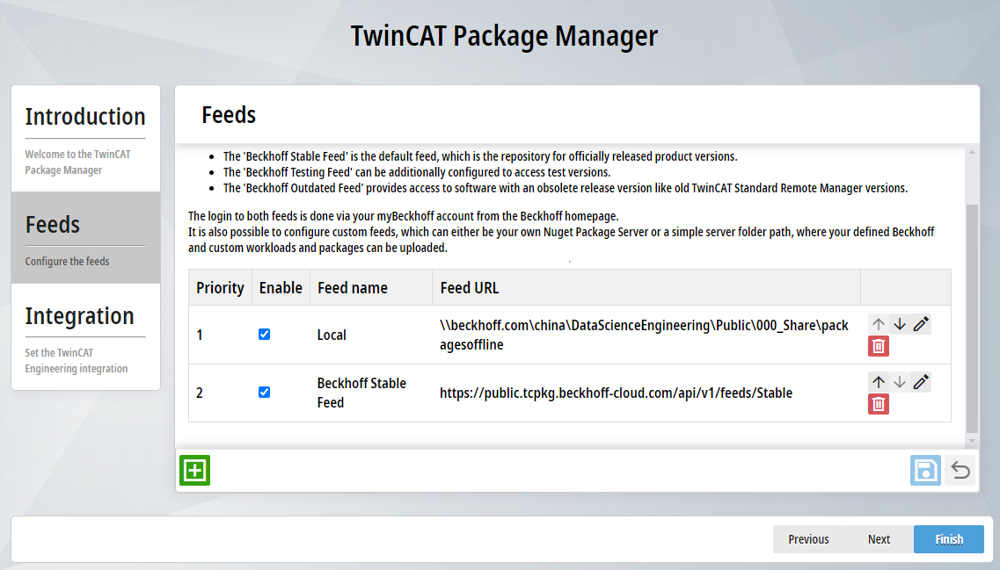 TwinCAT Package Manager
Introduction
Welcome to the TwinCAT
Package Manager
Feeds
Configure the feeds
Integration
Set the TwinCAT
Engineering integration
Feeds
The 'Beckhoff Stable Feed' is the default feed, which is the repository for officially released product versions.
The 'Beckhoff Testing Feed' can be additionally configured to access test versions.
The 'Beckhoff Outdated Feed' provides access to software with an obsolete release version like old TwinCAT Standard Remote Manager versions.
The login to both feeds is done via your myBeckhoff account from the Beckhoff homepage.
It is also possible to configure custom feeds, which can either be your own Nuget Package Server or a simple server folder path, where your defined Beckhoff
and custom workloads and packages can be uploaded.
Priority Enable Feed name Feed URL
1 Local \\beckhoff.com\china\DataScienceEngineering\Public\000_Share\pack
agesoffline
2 Beckhoff Stable
Feed https://public.tcpkg.beckhoff-cloud.com/api/v1/feeds/Stable
Previous Next Finish